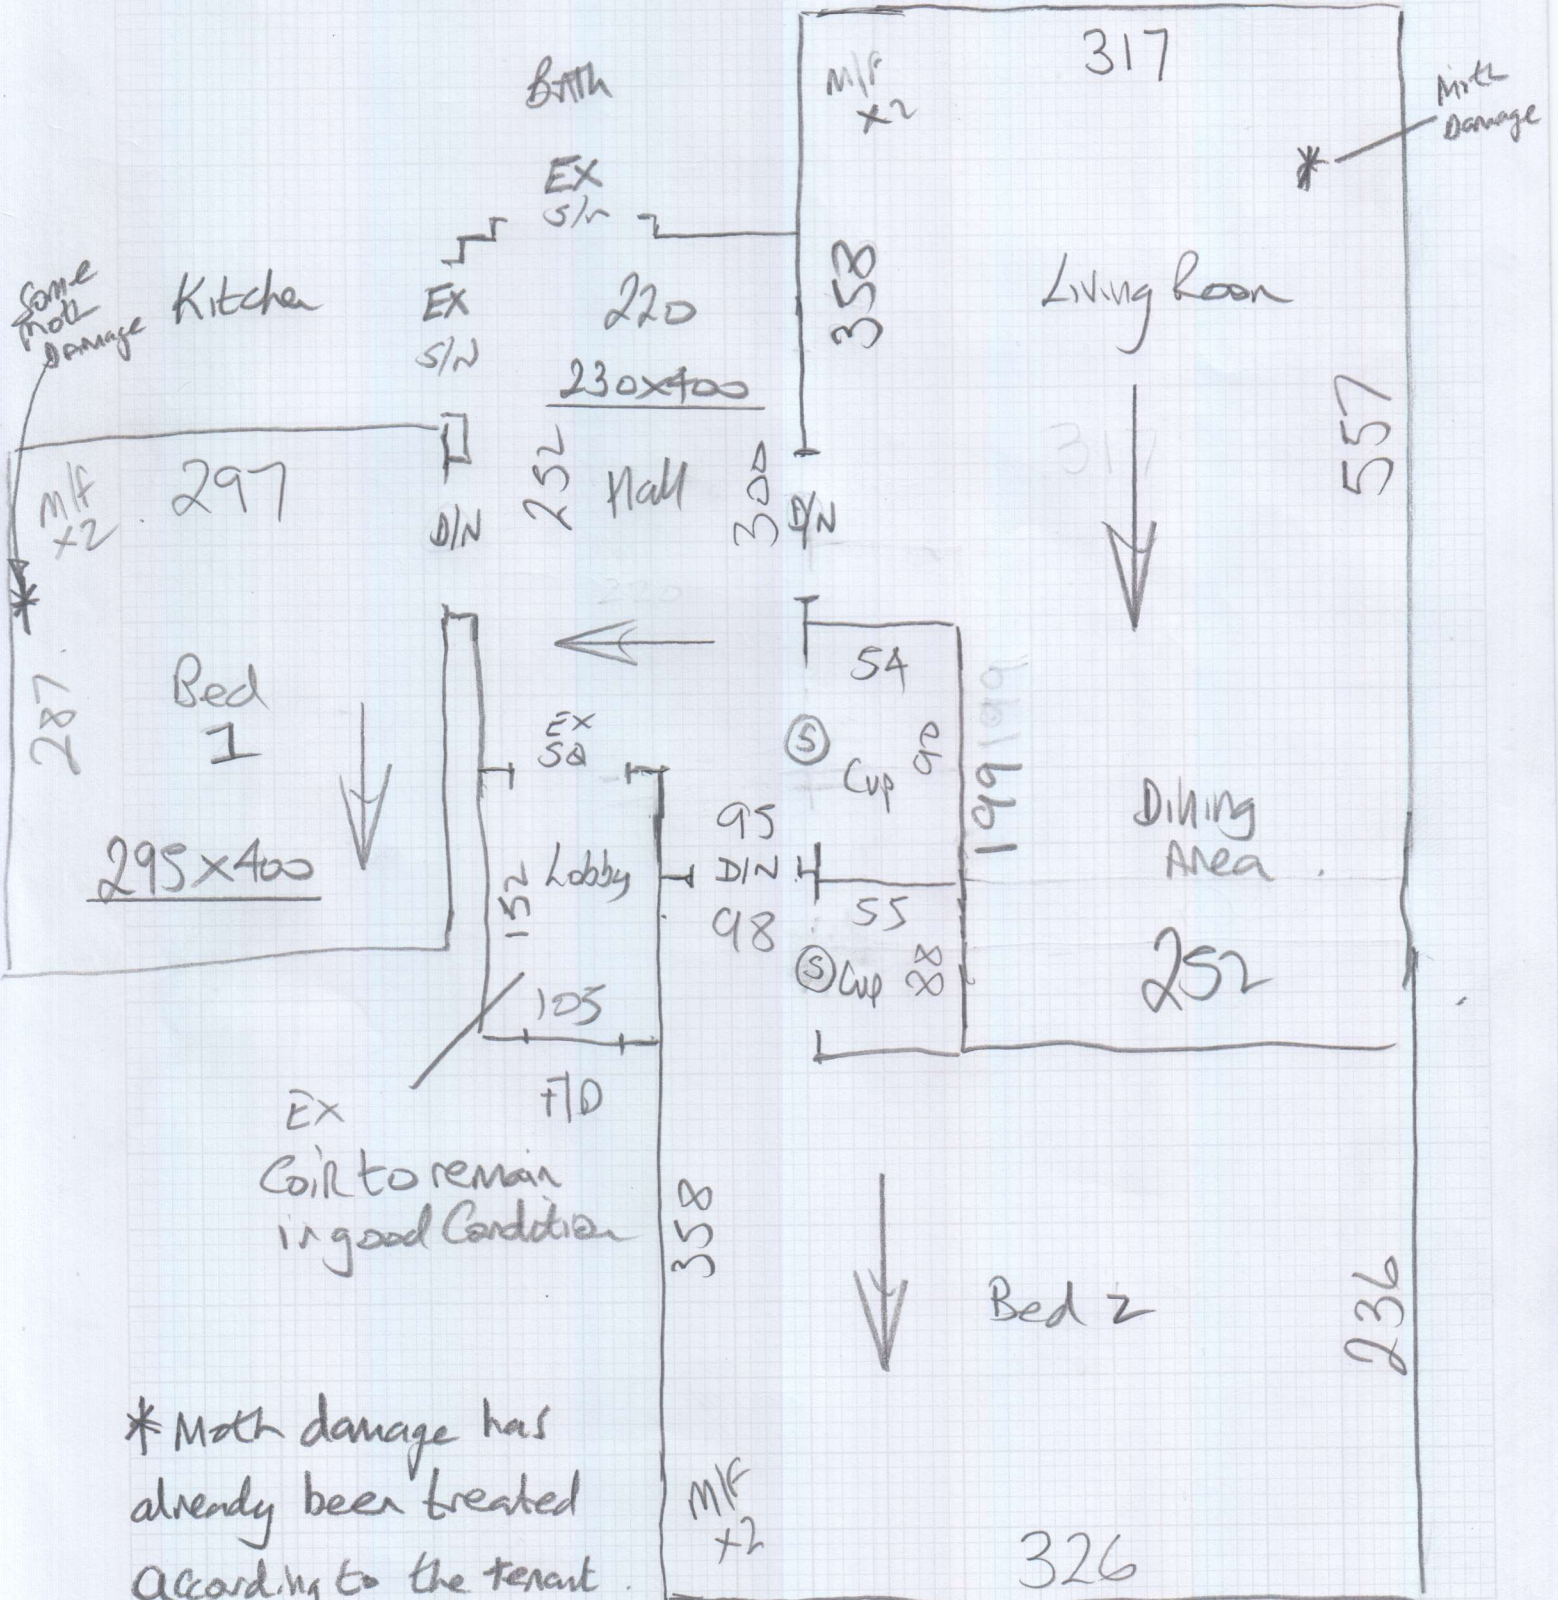 317
M/F
x2
Moth
Damage
Bath
EX
S/N
358
Living Room
557
Some
Moth
Damage
Kitchen
EX
S/N
220
230x400
297
M/F
x2
D/N
252
Hall
300
D/N
287
Bed
1
295x400
EX
SQ
54
S
Cup
90
199
Dining
Area
252
95
D/N
98
152
Lobby
55
S
Cup
88
105
F/D
EX
Coir to remain
in good Condition
358
Bed 2
236
M/F
x2
326
* Moth damage has
already been treated
According to the tenant.